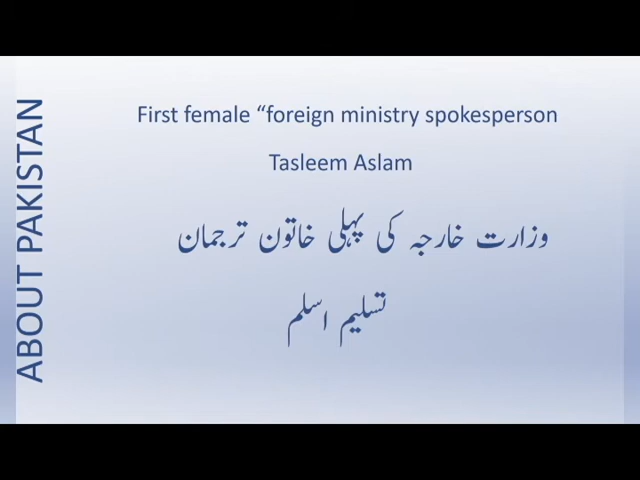 ABOUT PAKISTAN
First female “foreign ministry spokesperson
Tasleem Aslam
وزارت خارجہ کی پہلی خاتون ترجمان
تسلیم اسلم